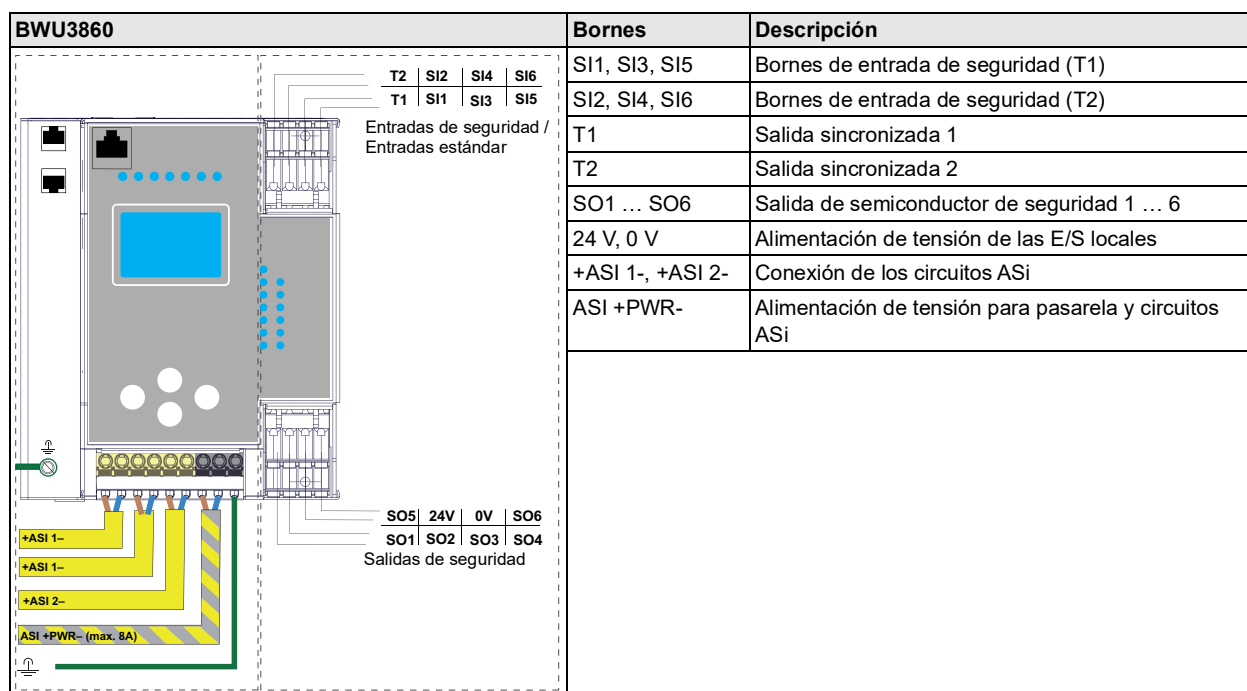 BWU3860
Bornes
Descripción
SI1, SI3, SI5
Bornes de entrada de seguridad (T1)
SI2, SI4, SI6
Bornes de entrada de seguridad (T2)
T1
Salida sincronizada 1
T2
Salida sincronizada 2
SO1 … SO6
Salida de semiconductor de seguridad 1 … 6
24 V, 0 V
Alimentación de tensión de las E/S locales
+ASI 1-, +ASI 2-
Conexión de los circuitos ASi
ASI +PWR-
Alimentación de tensión para pasarela y circuitos
ASi
T2 SI2 SI4 SI6
T1 SI1 SI3 SI5
Entradas de seguridad /
Entradas estándar
SO5 24V 0V SO6
SO1 SO2 SO3 SO4
Salidas de seguridad
+ASI 1–
+ASI 1–
+ASI 2–
ASI +PWR– (max. 8A)